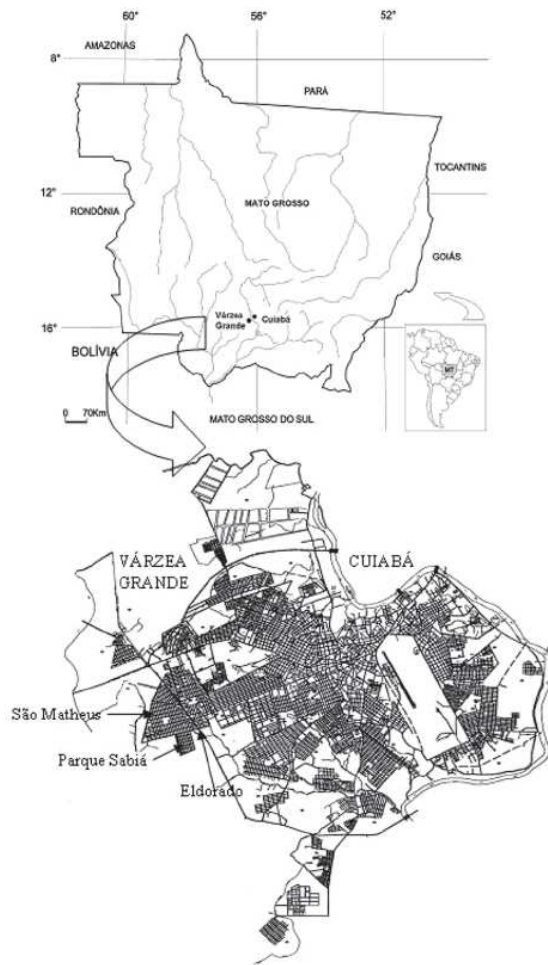 60°
56°
52°
AMAZONAS
8°
PARÁ
TOCANTINS
12°
RONDÔNIA
MATO GROSSO
GOIÁS
Várzea
Grande
Cuiabá
16°
BOLÍVIA
MT
0 70Km
MATO GROSSO DO SUL
VÁRZEA
GRANDE
CUIABÁ
São Matheus
Parque Sabiá
Eldorado